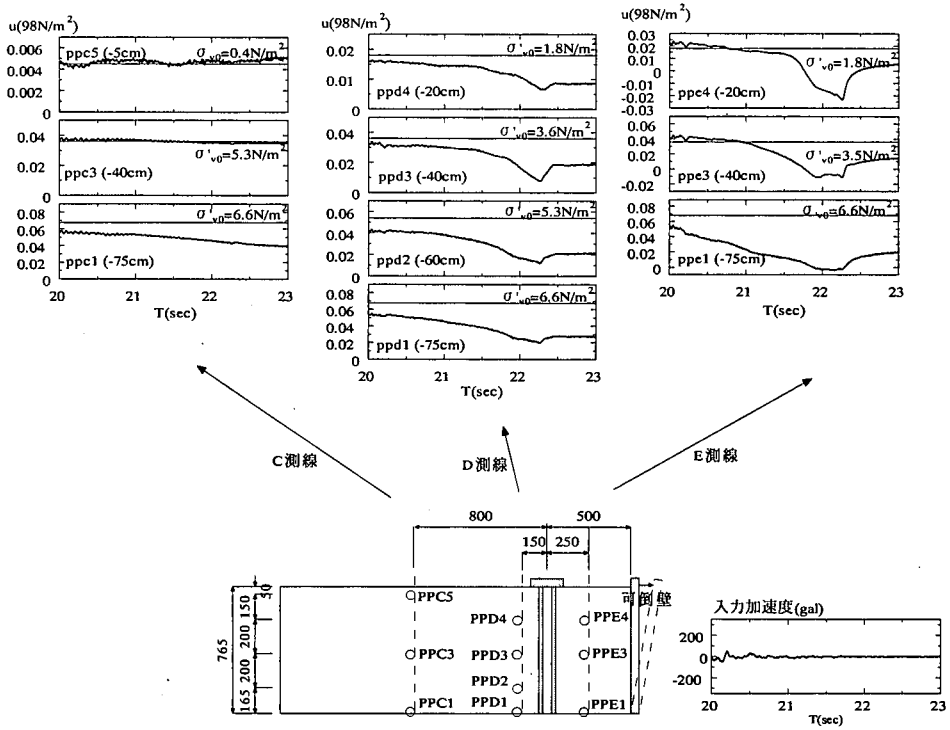 u(98N/m²)
0.006
0.004
0.002
0
ppc5 (-5cm)
σ'v0=0.4N/m²
0.04
0.02
0
ppc3 (-40cm)
σ'v0=5.3N/m²
0.08
0.06
0.04
0.02
0
ppc1 (-75cm)
σ'v0=6.6N/m²
20 21 22 23
T(sec)
u(98N/m²)
0.02
0.01
0
ppd4 (-20cm)
σ'v0=1.8N/m²
0.04
0.02
0
ppd3 (-40cm)
σ'v0=3.6N/m²
0.06
0.04
0.02
0
ppd2 (-60cm)
σ'v0=5.3N/m²
0.08
0.06
0.04
0.02
0
ppd1 (-75cm)
σ'v0=6.6N/m²
20 21 22 23
T(sec)
u(98N/m²)
0.03
0.02
0.01
0
-0.01
-0.02
-0.03
ppe4 (-20cm)
σ'v0=1.8N/m²
0.06
0.04
0.02
0
-0.02
ppe3 (-40cm)
σ'v0=3.5N/m²
0.08
0.06
0.04
0.02
0
ppe1 (-75cm)
σ'v0=6.6N/m²
20 21 22 23
T(sec)
C測線
D測線
E測線
800 500
150 250
765
50
150
200
200
165
PPC5
PPC3
PPC1
PPD4
PPD3
PPD2
PPD1
PPE4
PPE3
PPE1
可倒壁
入力加速度(gal)
200
0
-200
20 21 22 23
T(sec)